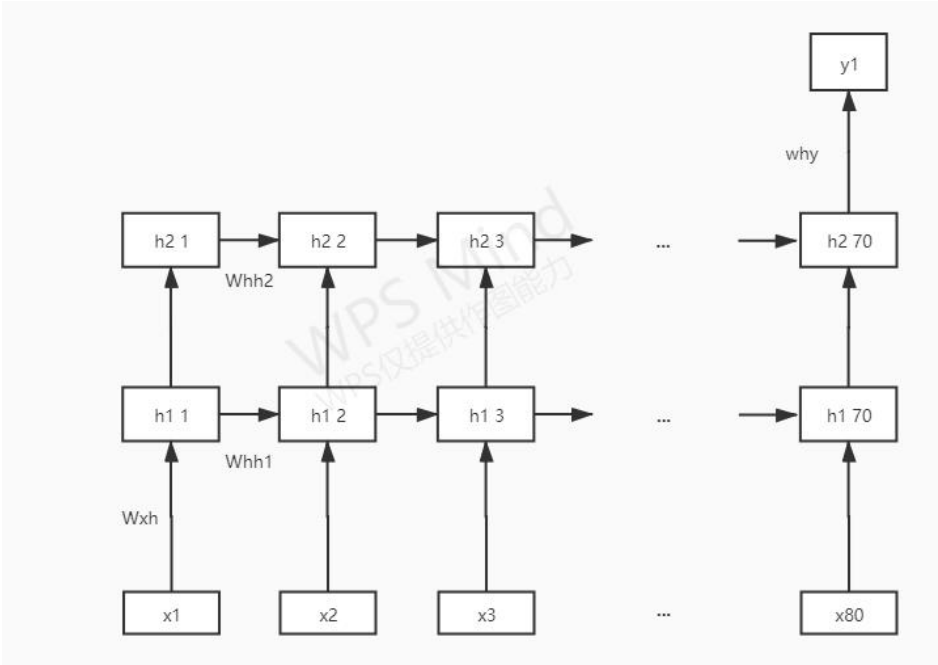 y1
why
h2 1
h2 2
h2 3
...
h2 70
Whh2
WPS Mind
WPS仅提供作图能力
h1 1
h1 2
h1 3
...
h1 70
Whh1
Wxh
x1
x2
x3
...
x80